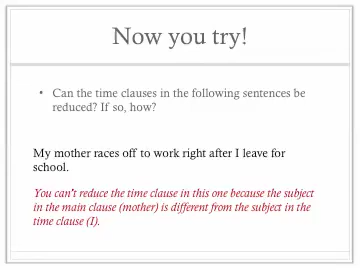 Now you try!
• Can the time clauses in the following sentences be
reduced? If so, how?
My mother races off to work right after I leave for
school.
You can't reduce the time clause in this one because the subject
in the main clause (mother) is different from the subject in the
time clause (I).